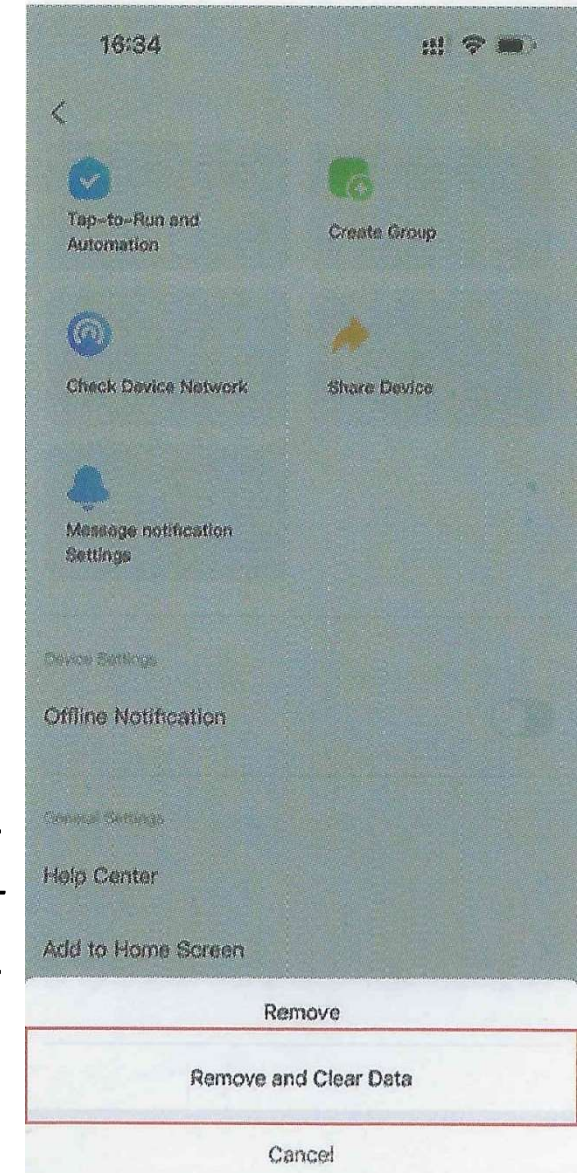 16:34
Tap-to-Run and
Automation
Create Group
Check Device Network
Share Device
Message notification
Settings
Device Settings
Offline Notification
General Settings
Help Center
Add to Home Screen
Remove
Remove and Clear Data
Cancel